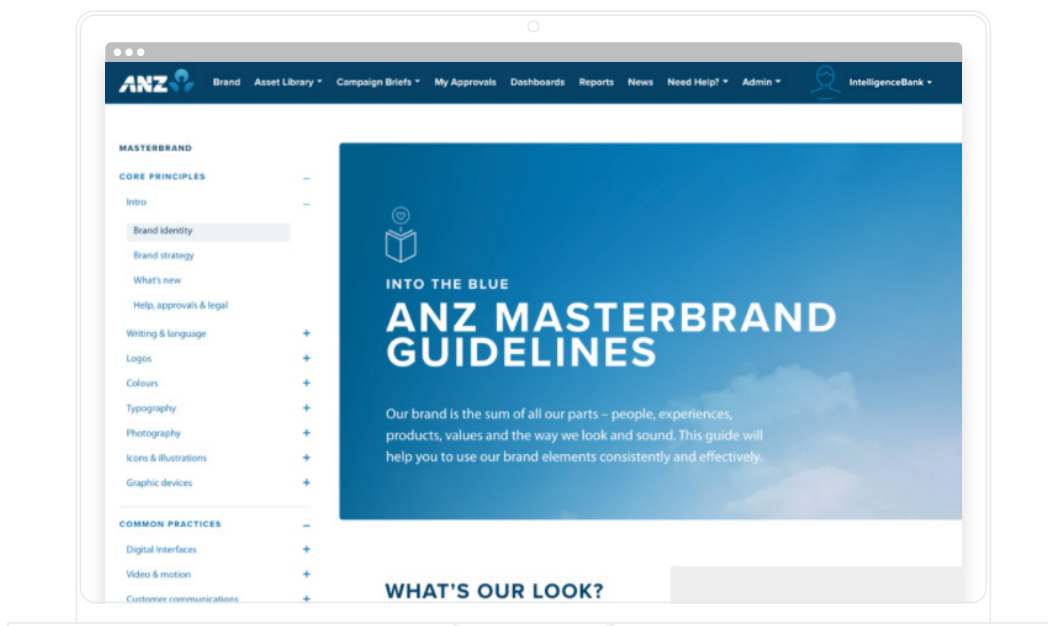 ANZ
Brand Asset Library Campaign Briefs My Approvals Dashboards Reports News Need Help? Admin IntelligenceBank
MASTERBRAND
CORE PRINCIPLES
Intro
Brand identity
Brand strategy
What's new
Help, approvals & legal
Writing & language
Logos
Colours
Typography
Photography
Icons & illustrations
Graphic devices
COMMON PRACTICES
Digital Interfaces
Video & motion
Customer communications
INTO THE BLUE
ANZ MASTERBRAND
GUIDELINES
Our brand is the sum of all our parts – people, experiences,
products, values and the way we look and sound. This guide will
help you to use our brand elements consistently and effectively.
WHAT'S OUR LOOK?